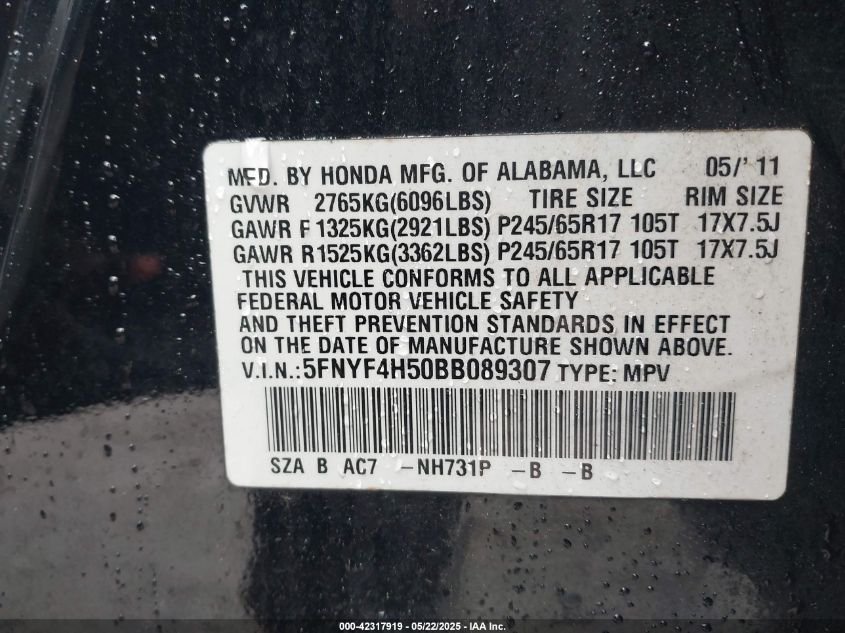 MFD. BY HONDA MFG. OF ALABAMA, LLC 05/'11
GVWR 2765KG(6096LBS) TIRE SIZE RIM SIZE
GAWR F 1325KG(2921LBS) P245/65R17 105T 17X7.5J
GAWR R1525KG(3362LBS) P245/65R17 105T 17X7.5J
THIS VEHICLE CONFORMS TO ALL APPLICABLE
FEDERAL MOTOR VEHICLE SAFETY
AND THEFT PREVENTION STANDARDS IN EFFECT
ON THE DATE OF MANUFACTURE SHOWN ABOVE.
V.I.N.:5FNYF4H50BB089307 TYPE: MPV
SZA B AC7 -NH731P -B -B
000-42317919 - 05/22/2025 - IAA Inc.